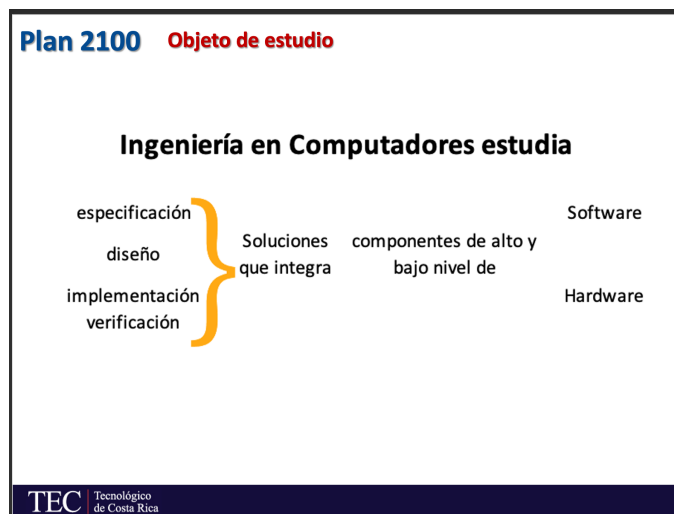 Plan 2100 Objeto de estudio
Ingeniería en Computadores estudia
especificación
diseño
implementación
verificación
Soluciones
que integra
componentes de alto y
bajo nivel de
Software
Hardware
TEC
Tecnológico
de Costa Rica